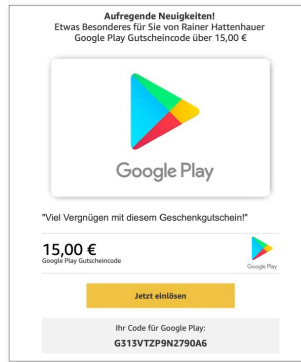 Aufregende Neuigkeiten!
Etwas Besonderes für Sie von Rainer Hattenhauer
Google Play Gutscheincode über 15,00 €
Google Play
"Viel Vergnügen mit diesem Geschenkgutschein!"
15,00 €
Google Play Gutscheincode
Google Play
Jetzt einlösen
Ihr Code für Google Play:
G313VTZP9N2790A6